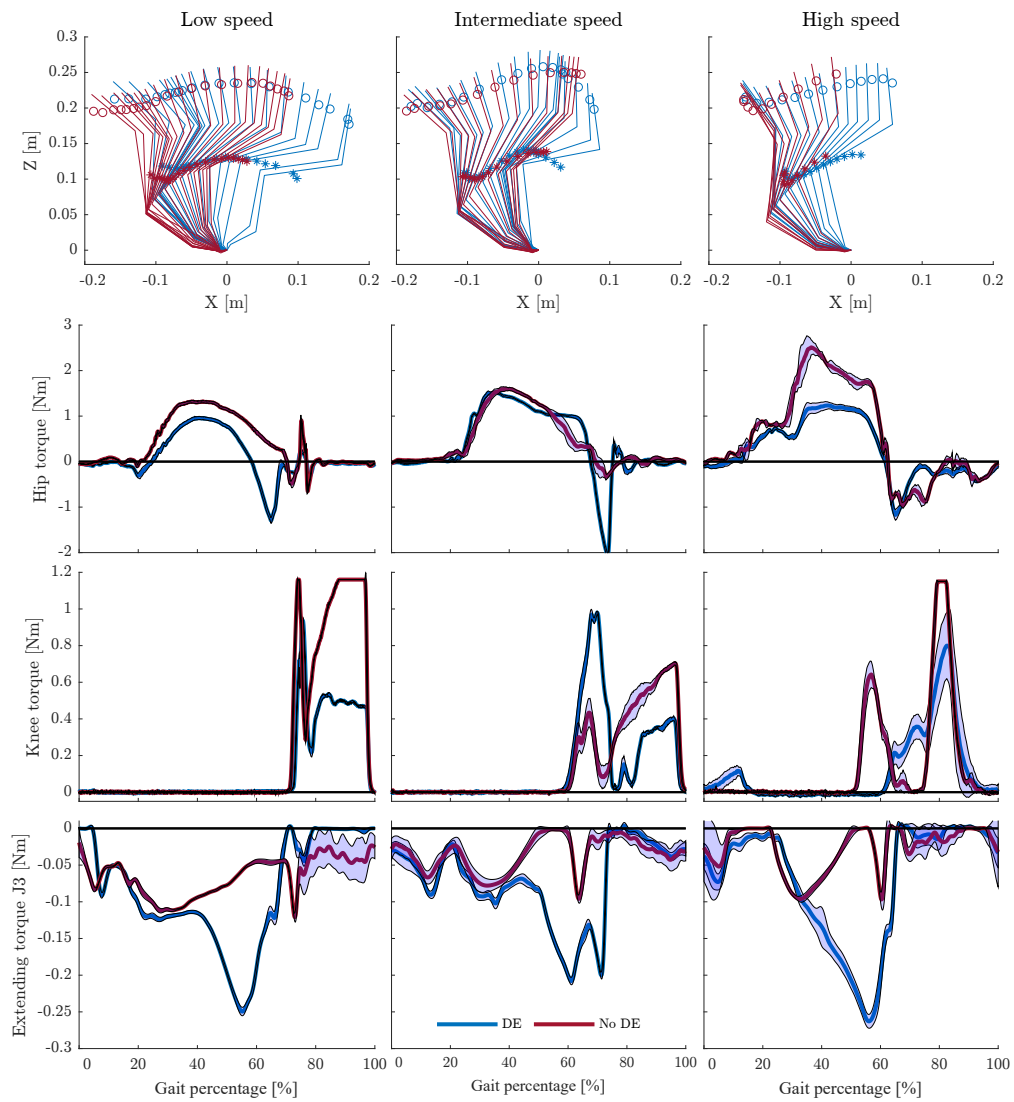 Low speed Intermediate speed High speed
0.3
0.25
0.2
0.15
0.1
0.05
0
Z [m]
-0.2 -0.1 0 0.1 0.2 -0.2 -0.1 0 0.1 0.2 -0.2 -0.1 0 0.1 0.2
X [m] X [m] X [m]
3
2
1
0
-1
-2
Hip torque [Nm]
1.2
1
0.8
0.6
0.4
0.2
0
Knee torque [Nm]
0
-0.05
-0.1
-0.15
-0.2
-0.25
-0.3
Extending torque J3 [Nm]
DE No DE
0 20 40 60 80 100 0 20 40 60 80 100 0 20 40 60 80 100
Gait percentage [%] Gait percentage [%] Gait percentage [%]